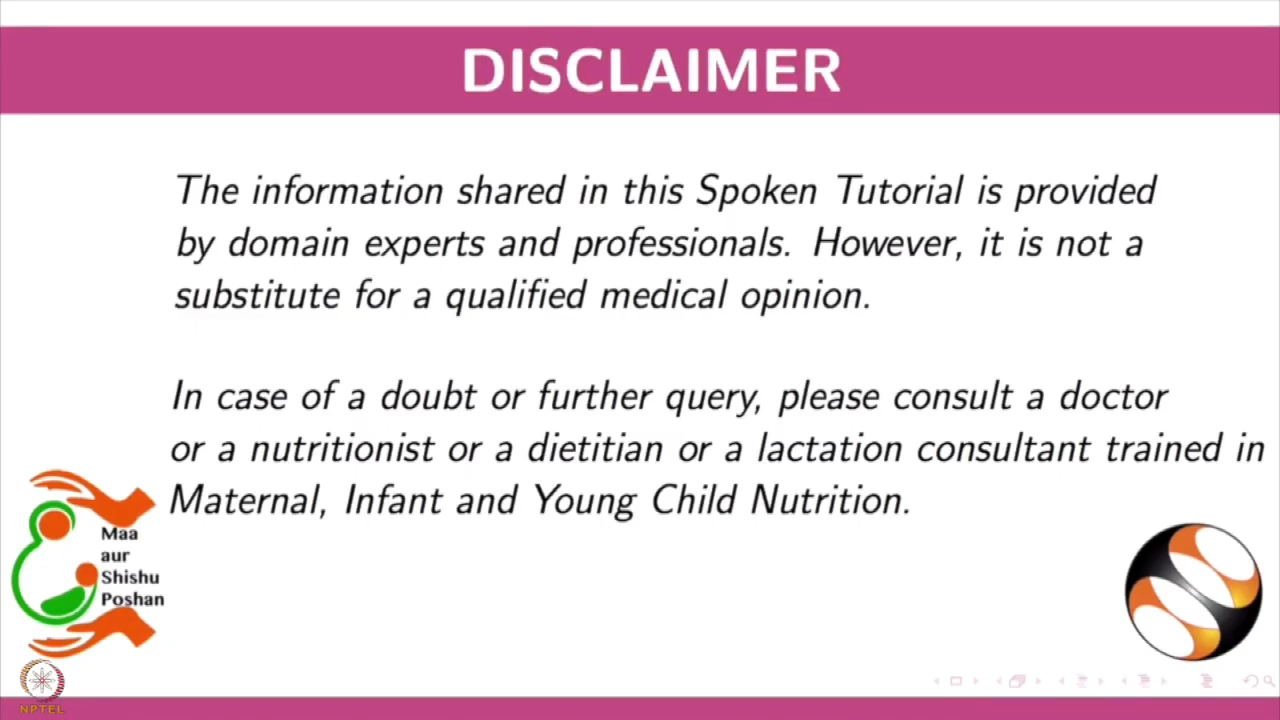 DISCLAIMER
The information shared in this Spoken Tutorial is provided
by domain experts and professionals. However, it is not a
substitute for a qualified medical opinion.
In case of a doubt or further query, please consult a doctor
or a nutritionist or a dietitian or a lactation consultant trained in
Maternal, Infant and Young Child Nutrition.
Maa
aur
Shishu
Poshan
NPTEL